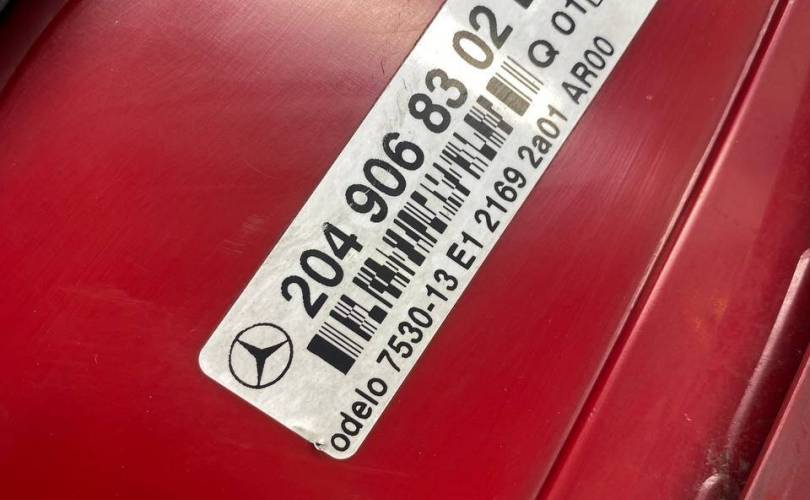 204 906 83 02
Q 01
odelo 7530-13 E1 2169 2a01 AR00